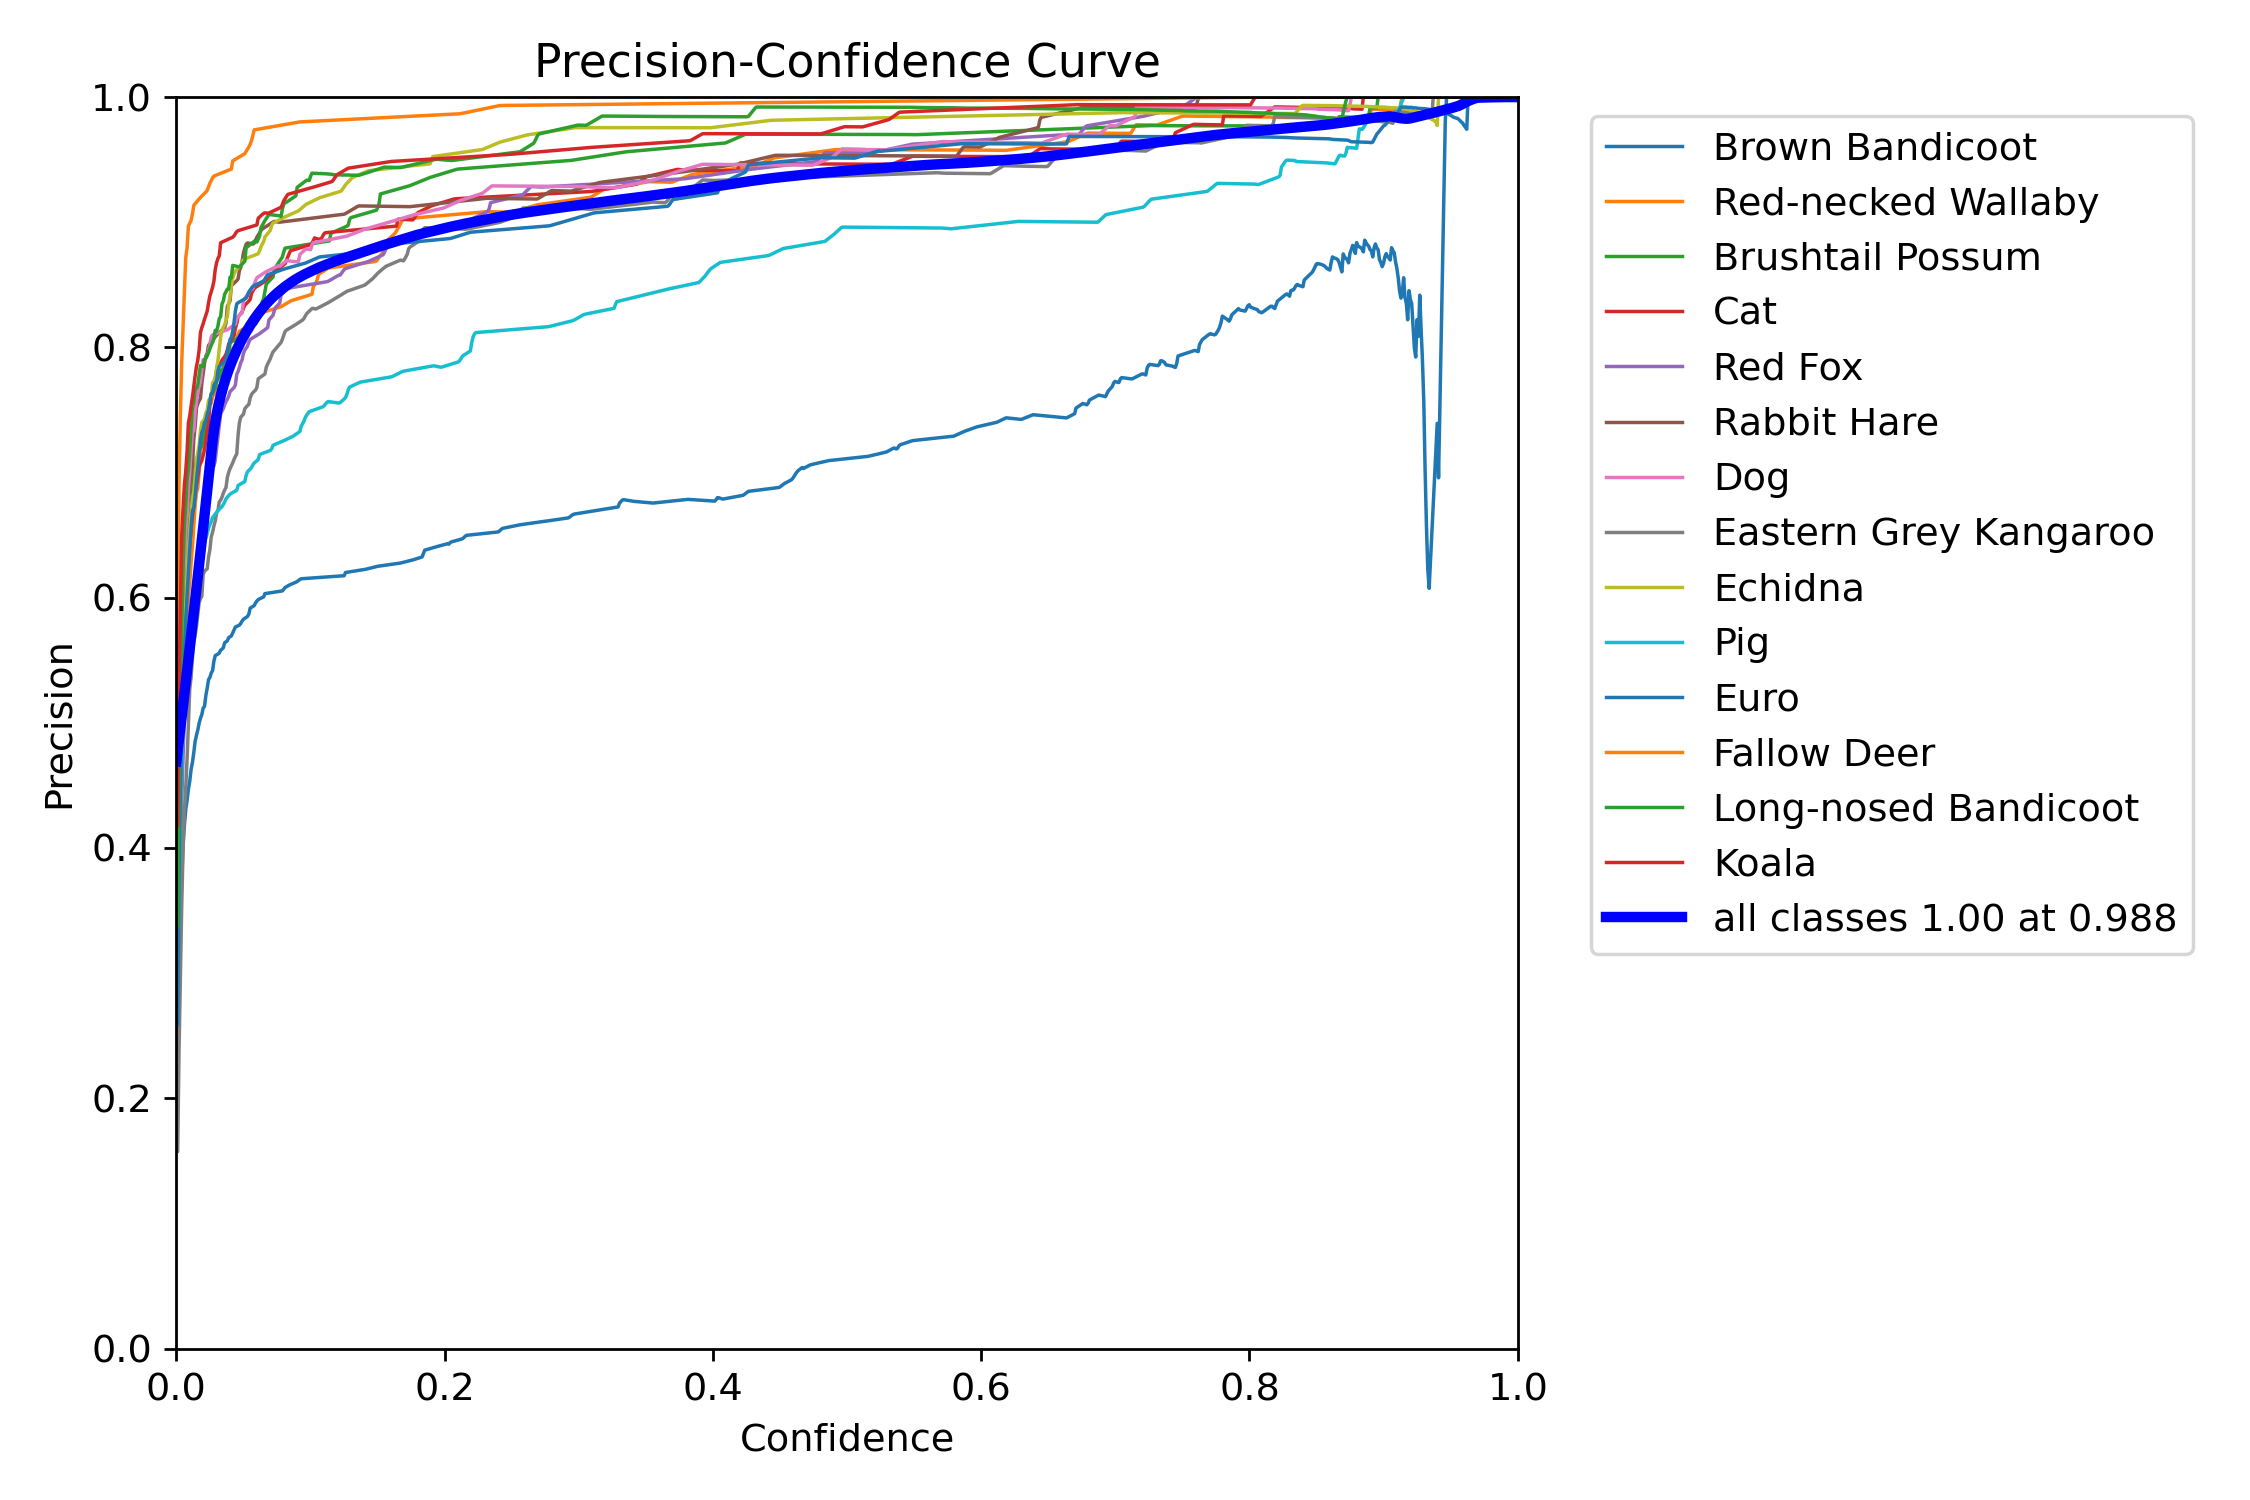 Precision-Confidence Curve
1.0
0.8
0.6
0.4
0.2
0.0
Precision
0.0 0.2 0.4 0.6 0.8 1.0
Confidence
Brown Bandicoot
Red-necked Wallaby
Brushtail Possum
Cat
Red Fox
Rabbit Hare
Dog
Eastern Grey Kangaroo
Echidna
Pig
Euro
Fallow Deer
Long-nosed Bandicoot
Koala
all classes 1.00 at 0.988